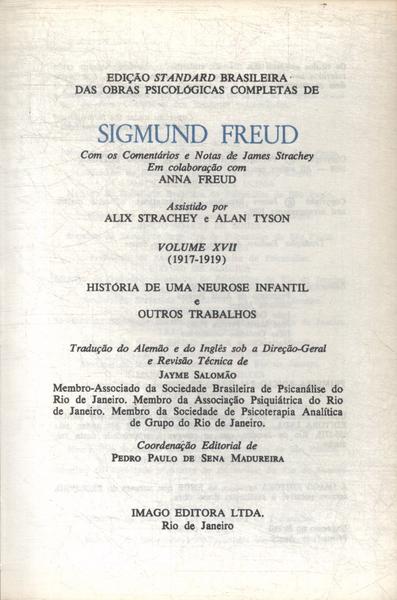 EDIÇÃO STANDARD BRASILEIRA
DAS OBRAS PSICOLÓGICAS COMPLETAS DE
SIGMUND FREUD
Com os Comentários e Notas de James Strachey
Em colaboração com
ANNA FREUD
Assistido por
ALIX STRACHEY e ALAN TYSON
VOLUME XVII
(1917-1919)
HISTÓRIA DE UMA NEUROSE INFANTIL
e
OUTROS TRABALHOS
Tradução do Alemão e do Inglês sob a Direção-Geral
e Revisão Técnica de
JAYME SALOMÃO
Membro-Associado da Sociedade Brasileira de Psicanálise do
Rio de Janeiro. Membro da Associação Psiquiátrica do Rio
de Janeiro. Membro da Sociedade de Psicoterapia Analítica
de Grupo do Rio de Janeiro.
Coordenação Editorial de
PEDRO PAULO DE SENA MADUREIRA
IMAGO EDITORA LTDA.
Rio de Janeiro